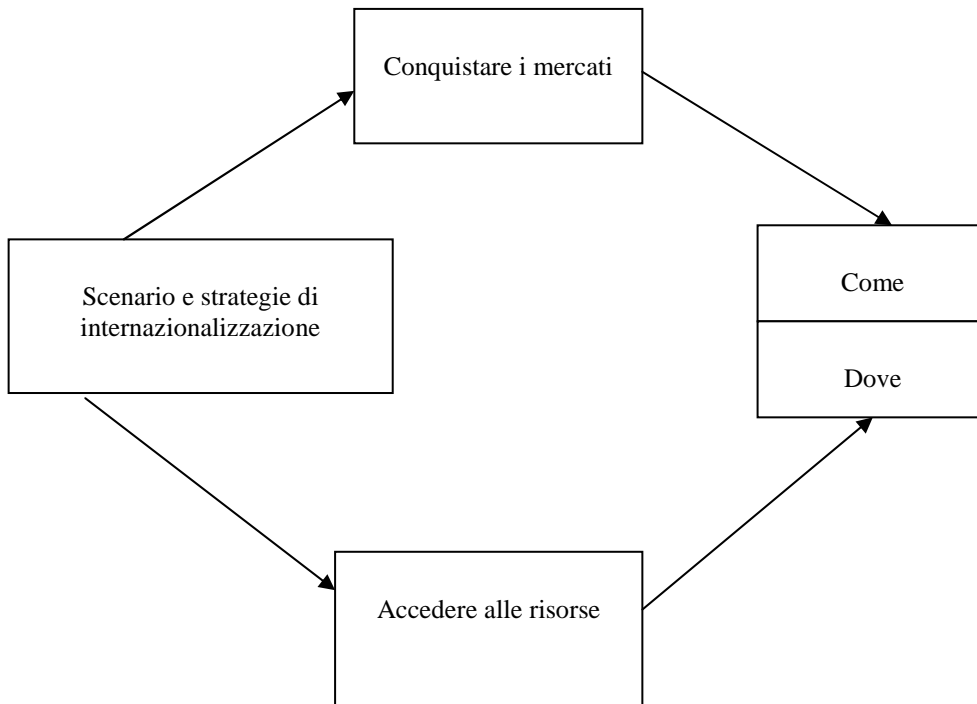 Conquistare i mercati
Scenario e strategie di
internazionalizzazione
Come
Dove
Accedere alle risorse